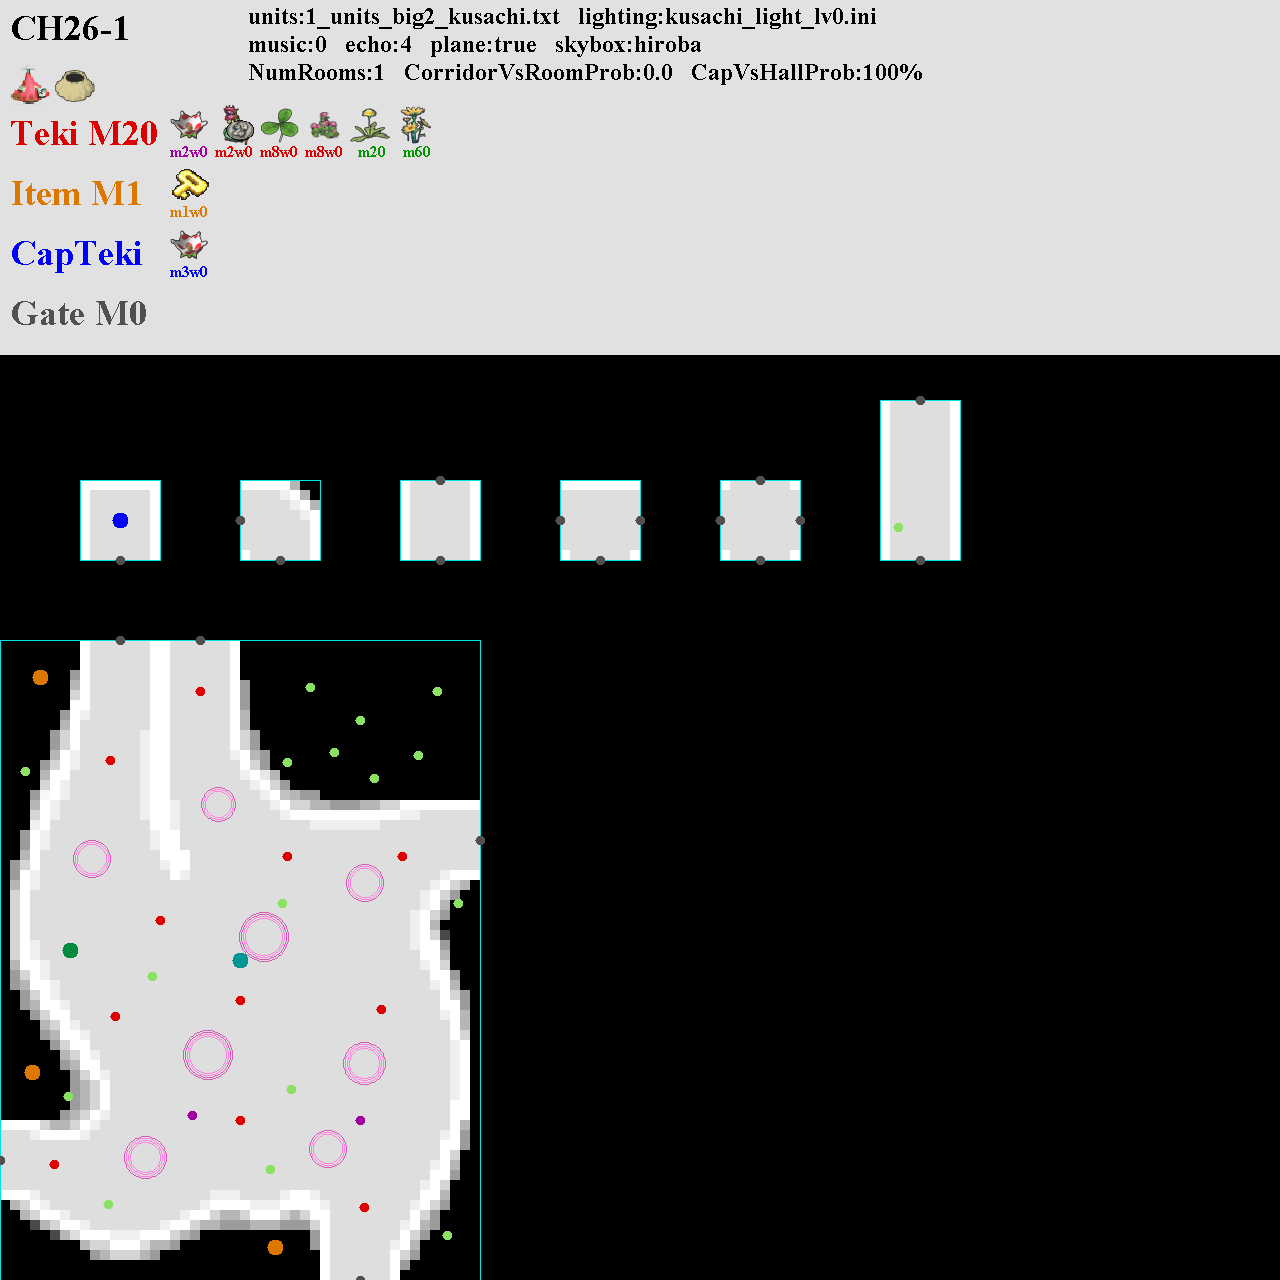 CH26-1
units:1_units_big2_kusachi.txt lighting:kusachi_light_lv0.ini
music:0 echo:4 plane:true skybox:hiroba
NumRooms:1 CorridorVsRoomProb:0.0 CapVsHallProb:100%
Teki M20
m2w0 m2w0 m8w0 m8w0 m20 m60
Item M1
m1w0
CapTeki
m3w0
Gate M0